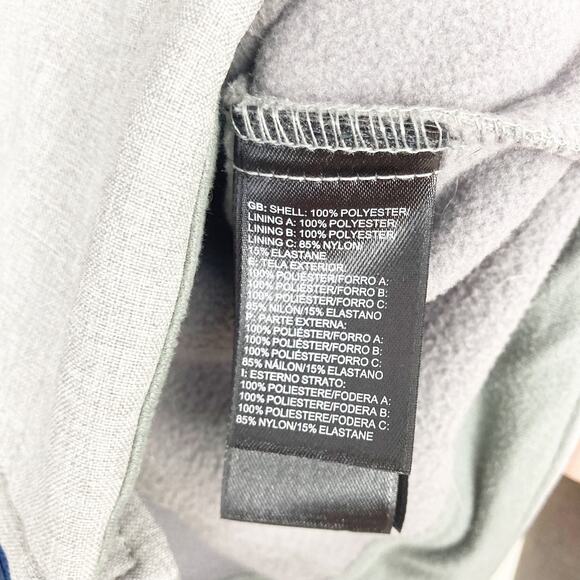 GB: SHELL: 100% POLYESTER/
LINING A: 100% POLYESTER/
LINING B: 100% POLYESTER/
LINING C: 85% NYLON/
15% ELASTANE
E: TELA EXTERIOR:
100% POLIÉSTER/FORRO A:
100% POLIÉSTER/FORRO B:
100% POLIÉSTER/FORRO C:
85% NILÓN/15% ELASTANO
P: PARTE EXTERNA:
100% POLIÉSTER/FORRO A:
100% POLIÉSTER/FORRO B:
100% POLIÉSTER/FORRO C:
85% NÁILON/15% ELASTANO
I: ESTERNO STRATO:
100% POLIESTERE/FODERA A:
100% POLIESTERE/FODERA B:
100% POLIESTERE/FODERA C:
85% NYLON/15% ELASTANE